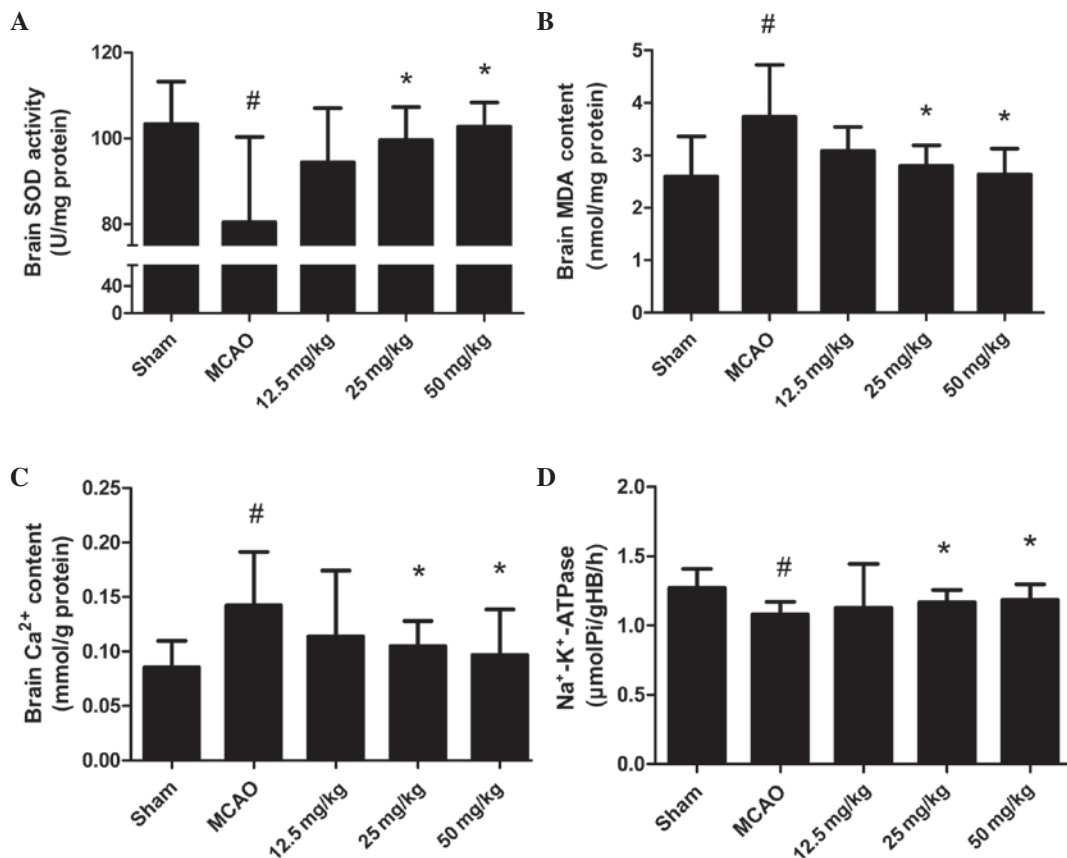 A
Brain SOD activity
(U/mg protein)
120
100
80
40
0
#
*
*
Sham
MCAO
12.5 mg/kg
25 mg/kg
50 mg/kg
B
Brain MDA content
(nmol/mg protein)
5
4
3
2
1
0
#
*
*
Sham
MCAO
12.5 mg/kg
25 mg/kg
50 mg/kg
C
Brain Ca²⁺ content
(mmol/g protein)
0.25
0.20
0.15
0.10
0.05
0.00
#
*
*
Sham
MCAO
12.5 mg/kg
25 mg/kg
50 mg/kg
D
Na⁺-K⁺-ATPase
(µmolPi/gHB/h)
2.0
1.5
1.0
0.5
0.0
#
*
*
Sham
MCAO
12.5 mg/kg
25 mg/kg
50 mg/kg